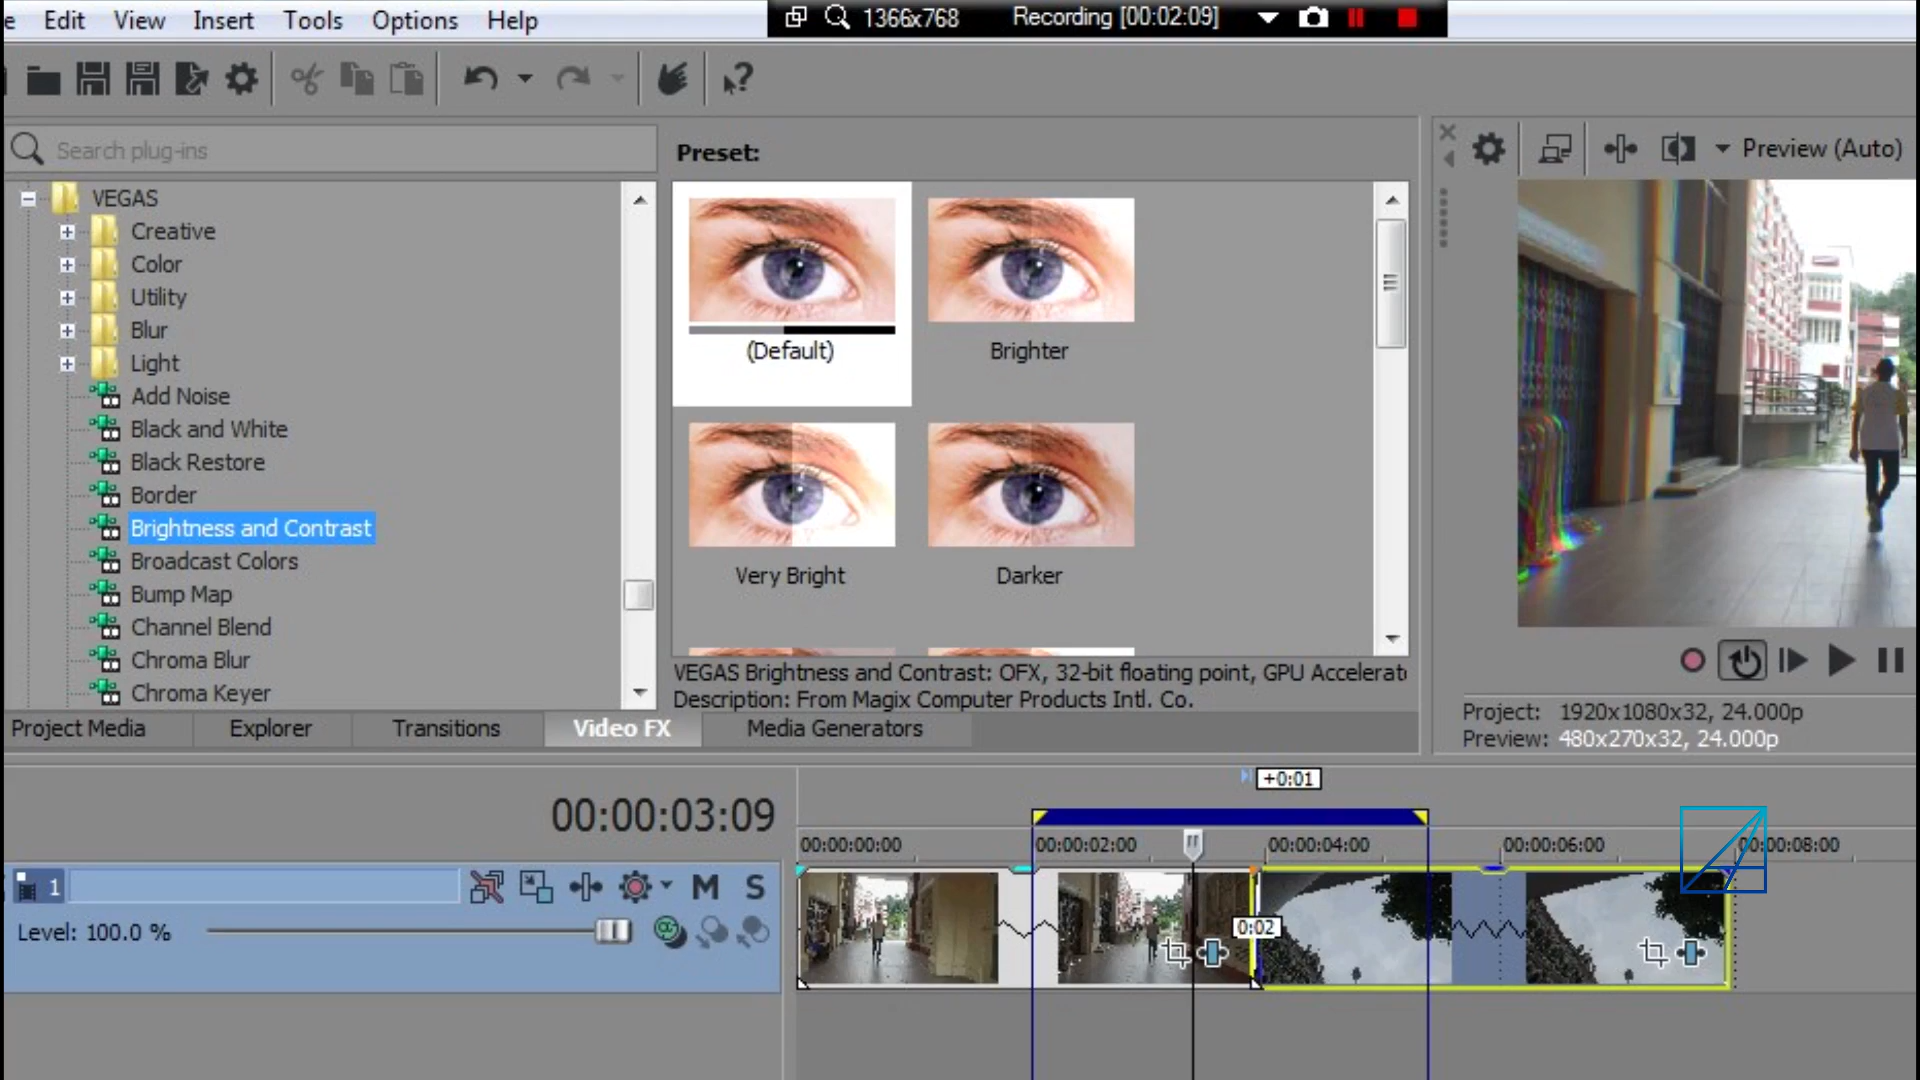 e Edit View Insert Tools Options Help
1366x768 Recording [00:02:09]
Search plug-ins
Preset:
Preview (Auto)
VEGAS
Creative
Color
Utility
Blur
Light
Add Noise
Black and White
Black Restore
Border
Brightness and Contrast
Broadcast Colors
Bump Map
Channel Blend
Chroma Blur
Chroma Keyer
(Default)
Brighter
Very Bright
Darker
VEGAS Brightness and Contrast: OFX, 32-bit floating point, GPU Accelerat
Description: From Magix Computer Products Intl. Co.
Project Media Explorer Transitions Video FX Media Generators
Project: 1920x1080x32, 24.000p
Preview: 480x270x32, 24.000p
+0:01
00:00:03:09
00:00:00:00 00:00:02:00 00:00:04:00 00:00:06:00 00:00:08:00
1 M S
Level: 100.0 %
0:02